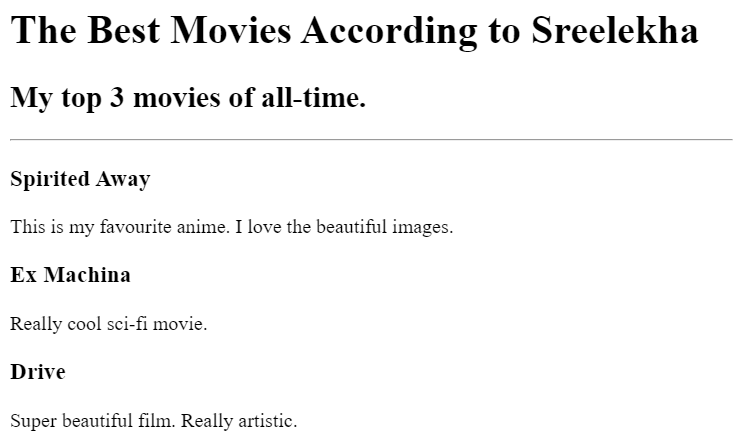 The Best Movies According to Sreelekha
My top 3 movies of all-time.
Spirited Away
This is my favourite anime. I love the beautiful images.
Ex Machina
Really cool sci-fi movie.
Drive
Super beautiful film. Really artistic.